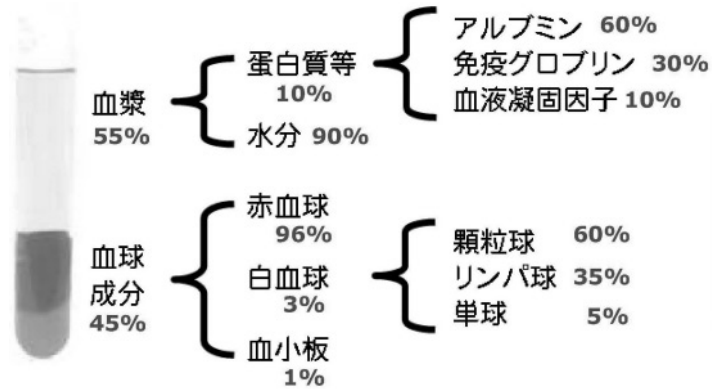 血漿
55%
蛋白質等
10%
水分 90%
アルブミン 60%
免疫グロブリン 30%
血液凝固因子 10%
血球
成分
45%
赤血球
96%
白血球
3%
血小板
1%
顆粒球 60%
リンパ球 35%
単球 5%